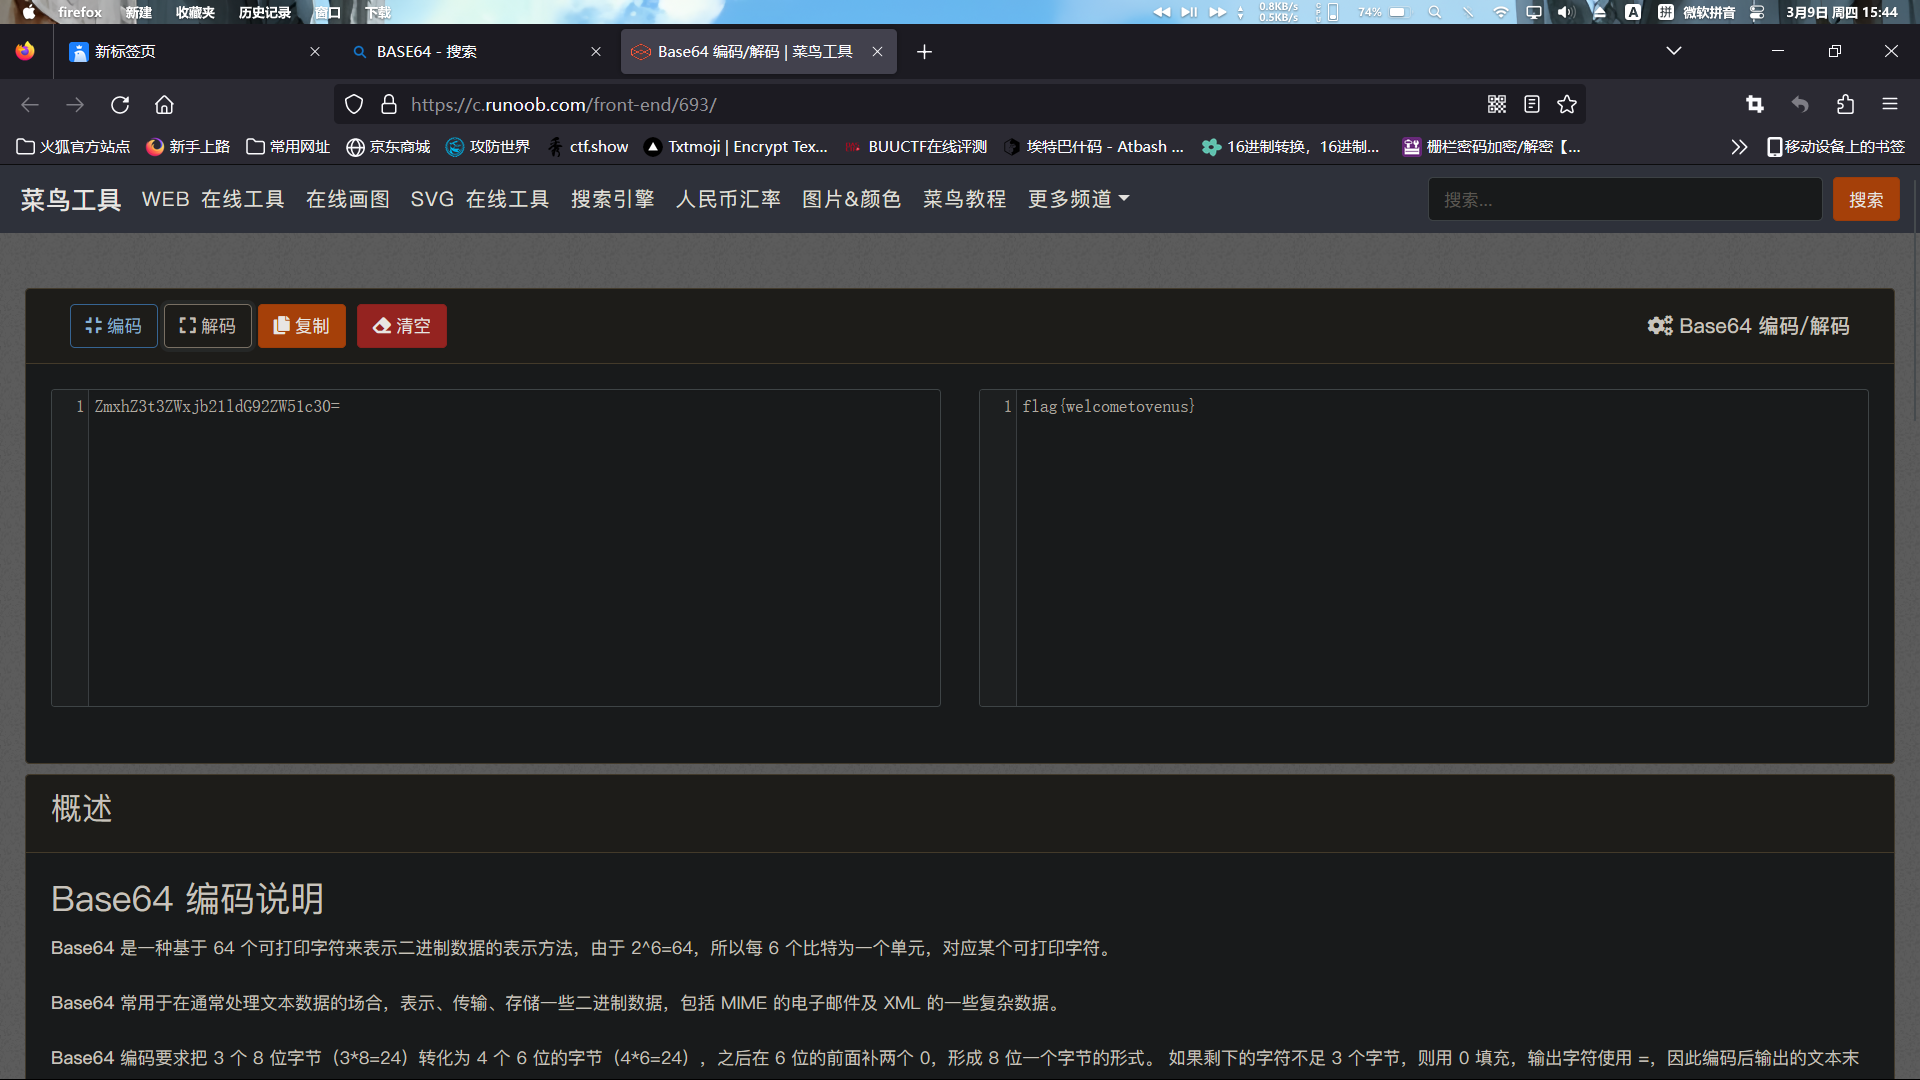 firefox 新建 收藏夹 历史记录 窗口 下载 0.8KB/s 0.5KB/s CPU 74% A 拼 微软拼音 3月9日 周四 15:44
新标签页 BASE64 - 搜索 Base64 编码/解码 | 菜鸟工具
https://c.runoob.com/front-end/693/
火狐官方站点 新手上路 常用网址 京东商城 攻防世界 ctf.show Txtmoji | Encrypt Tex... BUUCTF在线评测 埃特巴什码 - Atbash ... 16进制转换，16进制... 栅栏密码加密/解密【... 移动设备上的书签
菜鸟工具 WEB 在线工具 在线画图 SVG 在线工具 搜索引擎 人民币汇率 图片&颜色 菜鸟教程 更多频道 搜索... 搜索
编码 解码 复制 清空 Base64 编码/解码
1 ZmxhZ3t3ZWxjb21ldG92ZW51c30=
1 flag{welcometovenus}
概述
Base64 编码说明
Base64 是一种基于 64 个可打印字符来表示二进制数据的表示方法，由于 2^6=64，所以每 6 个比特为一个单元，对应某个可打印字符。
Base64 常用于在通常处理文本数据的场合，表示、传输、存储一些二进制数据，包括 MIME 的电子邮件及 XML 的一些复杂数据。
Base64 编码要求把 3 个 8 位字节（3*8=24）转化为 4 个 6 位的字节（4*6=24），之后在 6 位的前面补两个 0，形成 8 位一个字节的形式。 如果剩下的字符不足 3 个字节，则用 0 填充，输出字符使用 =，因此编码后输出的文本末